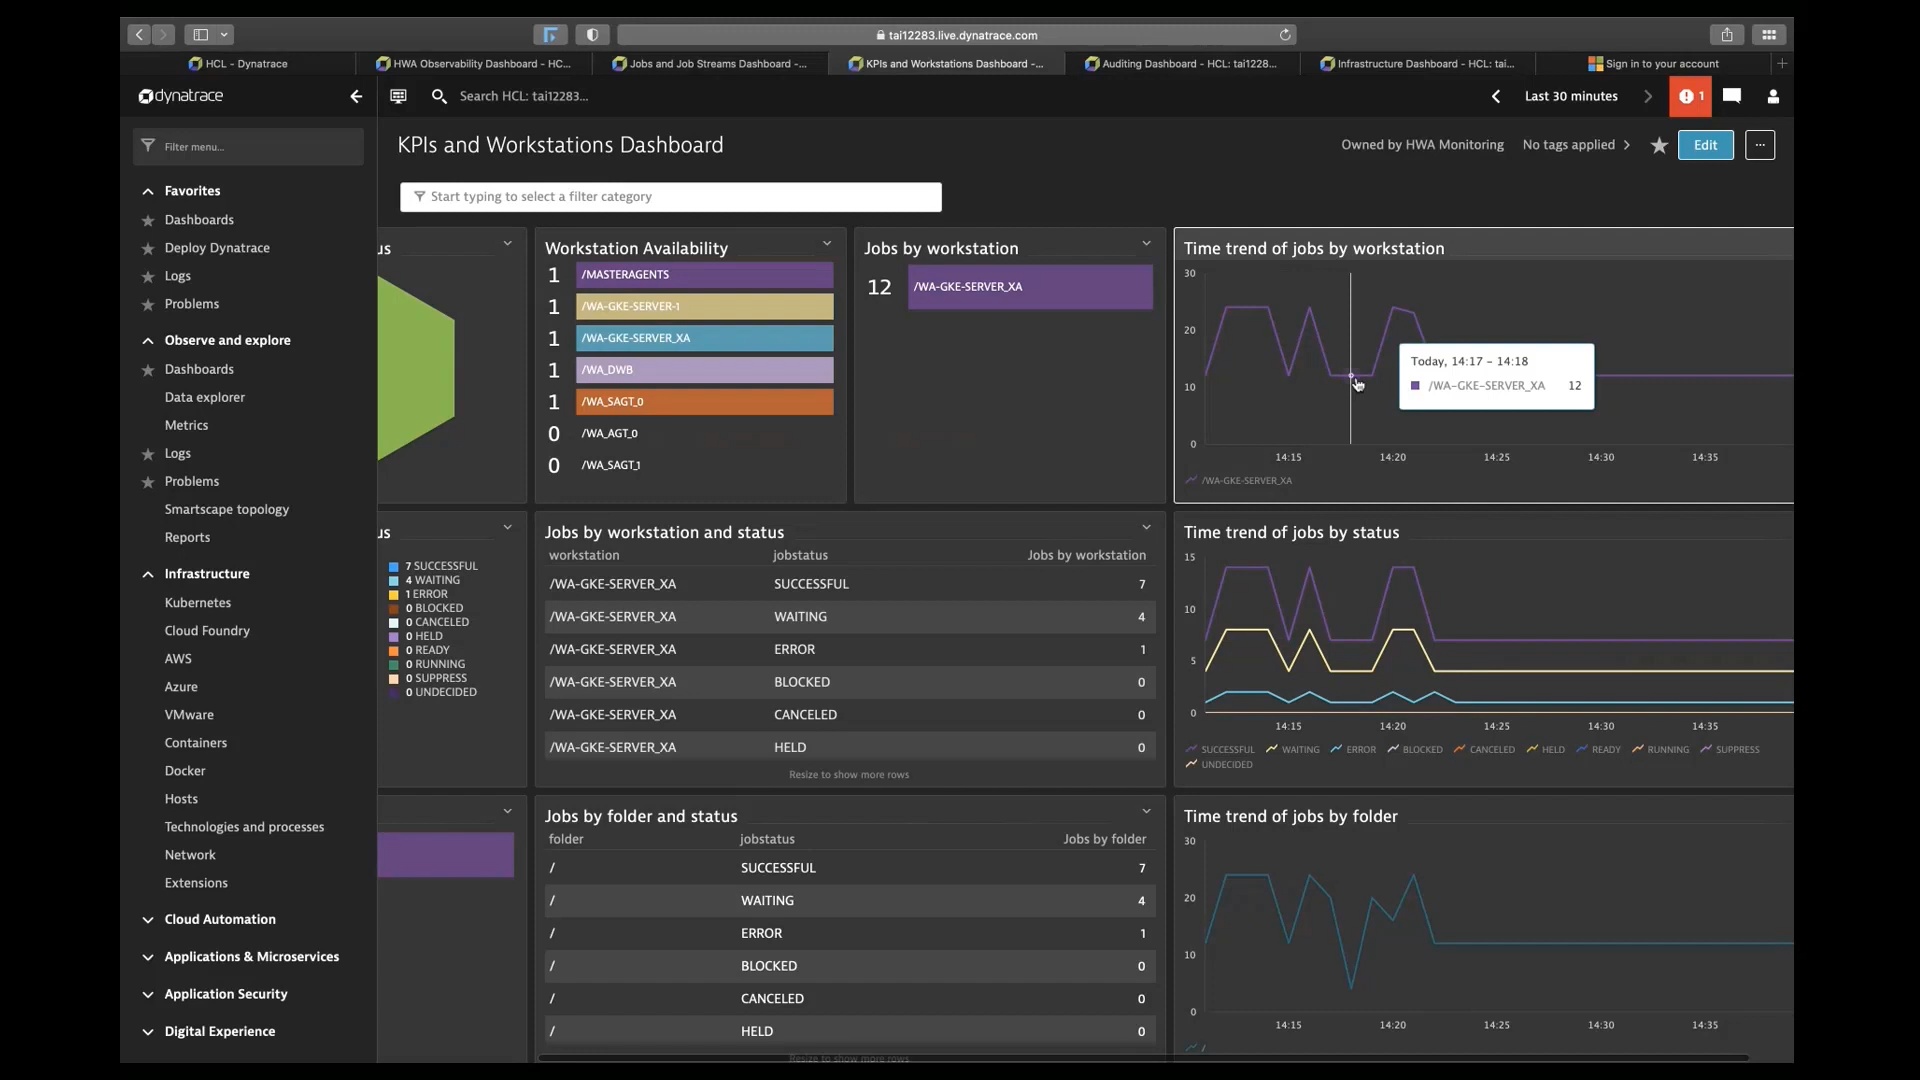 tai12283.live.dynatrace.com
HCL - Dynatrace
HWA Observability Dashboard - HC...
Jobs and Job Streams Dashboard -...
KPIs and Workstations Dashboard -...
Auditing Dashboard - HCL: tai1228...
Infrastructure Dashboard - HCL: tai...
Sign in to your account
dynatrace
Search HCL: tai12283...
Last 30 minutes
1
Filter menu...
Favorites
Dashboards
Deploy Dynatrace
Logs
Problems
Observe and explore
Dashboards
Data explorer
Metrics
Logs
Problems
Smartscape topology
Reports
Infrastructure
Kubernetes
Cloud Foundry
AWS
Azure
VMware
Containers
Docker
Hosts
Technologies and processes
Network
Extensions
Cloud Automation
Applications & Microservices
Application Security
Digital Experience
KPIs and Workstations Dashboard
Owned by HWA Monitoring
No tags applied
Edit
...
Start typing to select a filter category
us
Workstation Availability
1 /MASTERAGENTS
1 /WA-GKE-SERVER-1
1 /WA-GKE-SERVER_XA
1 /WA_DWB
1 /WA_SAGT_0
0 /WA_AGT_0
0 /WA_SAGT_1
Jobs by workstation
12 /WA-GKE-SERVER_XA
Time trend of jobs by workstation
30
20
10
0
14:15 14:20 14:25 14:30 14:35
Today, 14:17 - 14:18
/WA-GKE-SERVER_XA 12
/WA-GKE-SERVER_XA
us
7 SUCCESSFUL
4 WAITING
1 ERROR
0 BLOCKED
0 CANCELED
0 HELD
0 READY
0 RUNNING
0 SUPPRESS
0 UNDECIDED
Jobs by workstation and status
workstation jobstatus Jobs by workstation
/WA-GKE-SERVER_XA SUCCESSFUL 7
/WA-GKE-SERVER_XA WAITING 4
/WA-GKE-SERVER_XA ERROR 1
/WA-GKE-SERVER_XA BLOCKED 0
/WA-GKE-SERVER_XA CANCELED 0
/WA-GKE-SERVER_XA HELD 0
Resize to show more rows
Time trend of jobs by status
15
10
5
0
14:15 14:20 14:25 14:30 14:35
SUCCESSFUL WAITING ERROR BLOCKED CANCELED HELD READY RUNNING SUPPRESS
UNDECIDED
Jobs by folder and status
folder jobstatus Jobs by folder
/ SUCCESSFUL 7
/ WAITING 4
/ ERROR 1
/ BLOCKED 0
/ CANCELED 0
/ HELD 0
Resize to show more rows
Time trend of jobs by folder
30
20
10
0
14:15 14:20 14:25 14:30 14:35
/